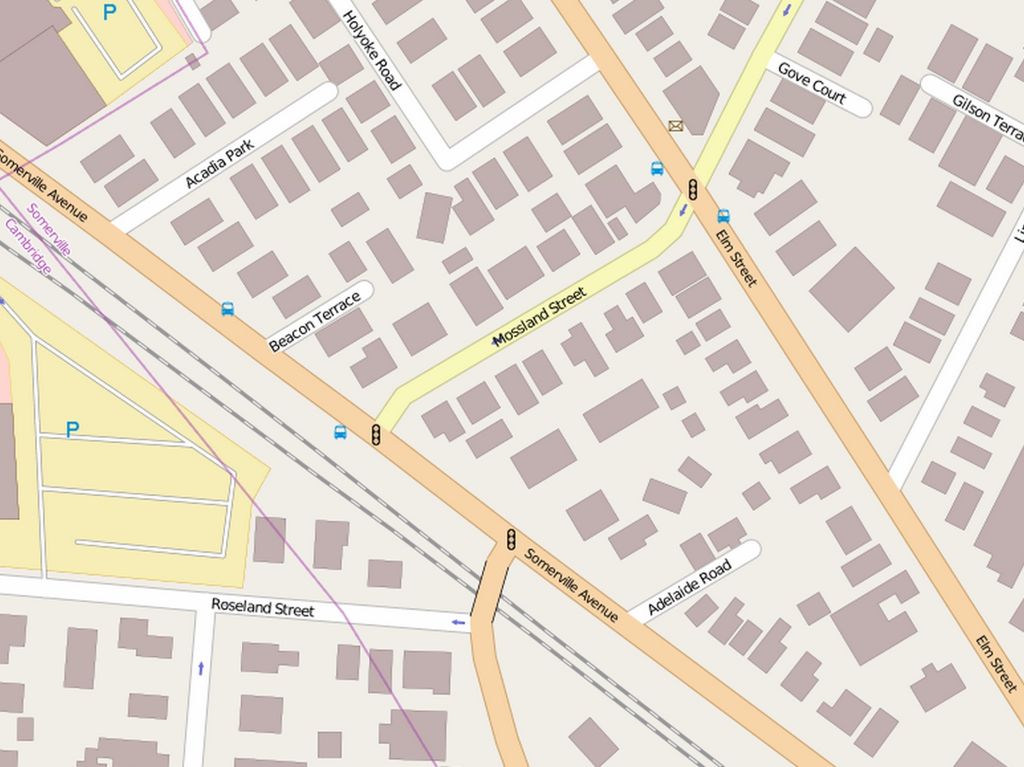 P
Holyoke Road
Gove Court
Gilson Terrac
Acadia Park
Somerville Avenue
Somerville
Cambridge
Elm Street
Beacon Terrace
Mossland Street
P
Somerville Avenue
Adelaide Road
Roseland Street
Elm Street